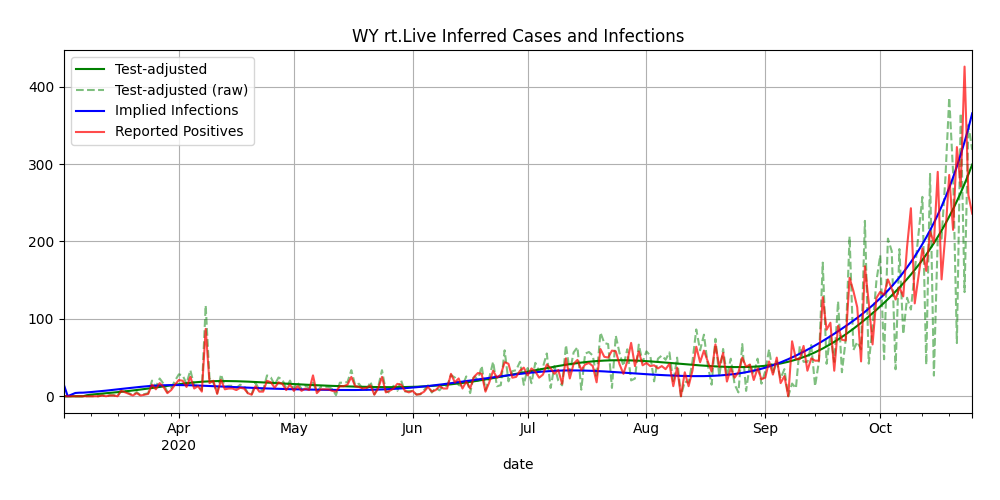 WY rt.Live Inferred Cases and Infections
Test-adjusted
Test-adjusted (raw)
Implied Infections
Reported Positives
400
300
200
100
0
Apr May Jun Jul Aug Sep Oct
2020
date